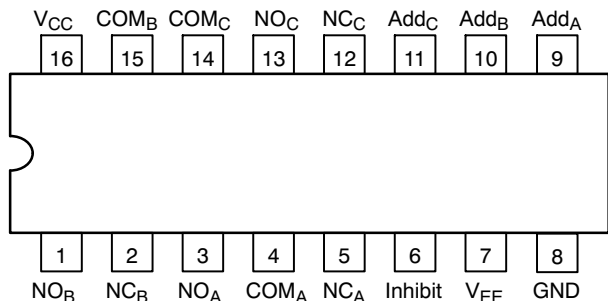 VCC COMB COMC NOC NCC AddC AddB AddA
16 15 14 13 12 11 10 9
1 2 3 4 5 6 7 8
NOB NCB NOA COMA NCA Inhibit VEE GND